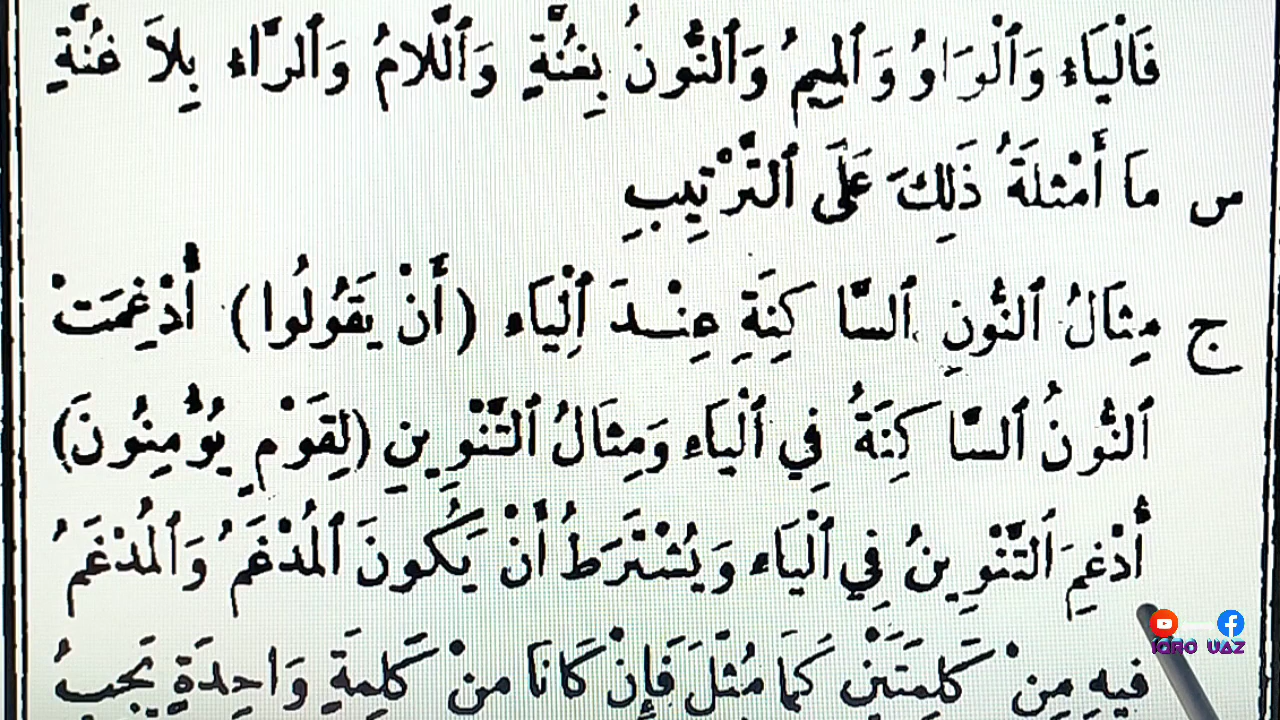 فَالْيَاءُ وَالْوَاوُ وَالْمِيمُ وَالنُّونُ بِغُنَّةٍ وَاللَّامُ وَالرَّاءُ بِلَا غُنَّةٍ
س مَا أَمْثِلَةُ ذَلِكَ عَلَى التَّرْتِيبِ
ج مِثَالُ النُّونِ السَّاكِنَةِ عِنْدَ الْيَاءِ (أَنْ يَقُولُوا) أُدْغِمَتْ
النُّونُ السَّاكِنَةُ فِي الْيَاءِ وَمِثَالُ التَّنْوِينِ (لِقَوْمٍ يُؤْمِنُونَ)
أُدْغِمَ التَّنْوِينُ فِي الْيَاءِ وَيُشْتَرَطُ أَنْ يَكُونَ الْمُدْغَمُ وَالْمُدْغَمُ
فِيهِ مِنْ كَلِمَتَيْنِ كَمَا مُثِّلَ فَإِنْ كَانَا مِنْ كَلِمَةٍ وَاحِدَةٍ يَجِبُ
IQRO UAZ